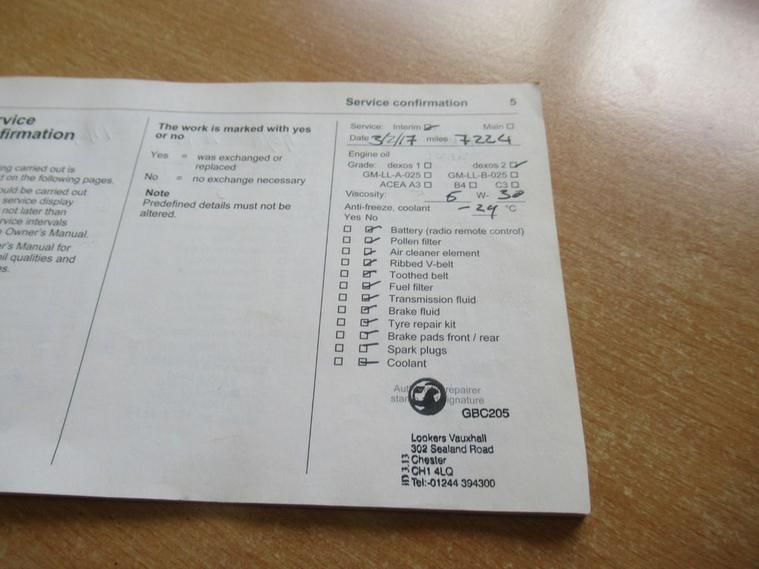 Service confirmation 5
rvice
firmation
ing carried out is
d on the following pages.
ould be carried out
service display
not later than
rvice intervals
Owner's Manual.
er's Manual for
oil qualities and
es.
The work is marked with yes
or no
Yes = was exchanged or
replaced
No = no exchange necessary
Note
Predefined details must not be
altered.
Service: Interim Main
Date 3/2/17 miles 7224
Engine oil
Grade: dexos 1 dexos 2
GM-LL-A-025 GM-LL-B-025
ACEA A3 B4 C3
Viscosity: 5 W- 30
Anti-freeze, coolant -24 °C
Yes No
Battery (radio remote control)
Pollen filter
Air cleaner element
Ribbed V-belt
Toothed belt
Fuel filter
Transmission fluid
Brake fluid
Tyre repair kit
Brake pads front / rear
Spark plugs
Coolant
repairer
GBC205
Lookers Vauxhall
302 Sealand Road
Chester
CH1 4LQ
Tel:-01244 394300